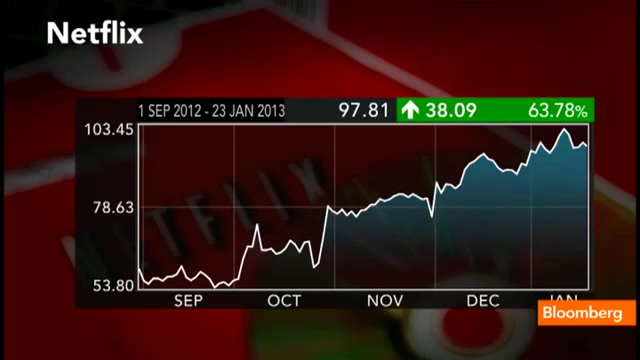 Netflix
1 SEP 2012 - 23 JAN 2013 97.81 38.09 63.78%
103.45
78.63
53.80
NETFLIX
SEP OCT NOV DEC JAN
Bloomberg